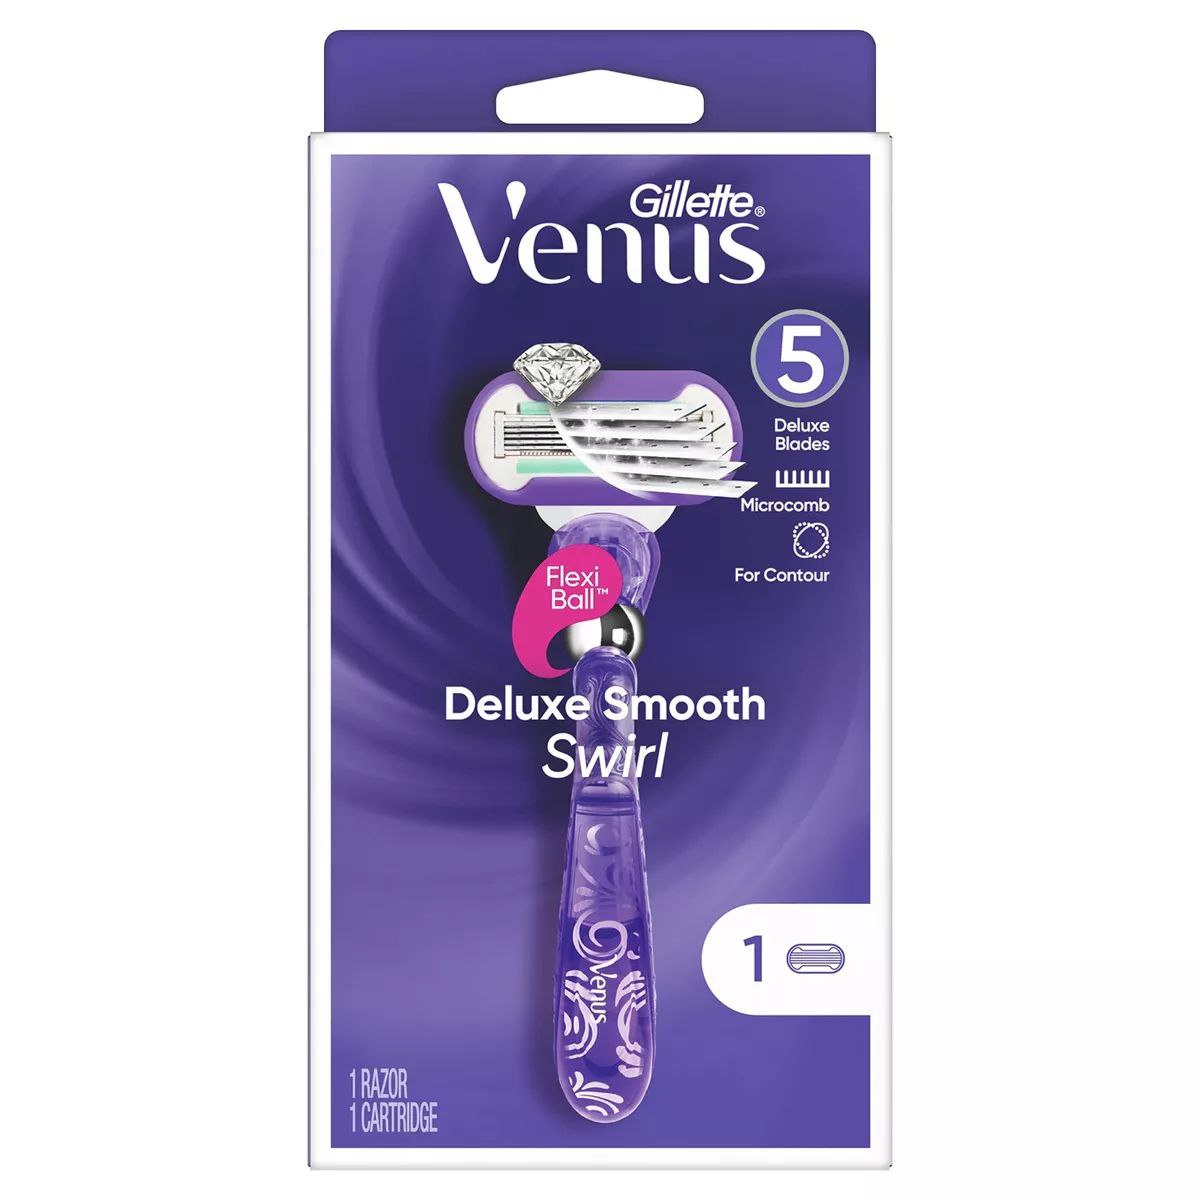 Gillette®
Venus
5
Deluxe
Blades
Microcomb
For Contour
Flexi
Ball™
Deluxe Smooth
Swirl
Venus
1
1 RAZOR
1 CARTRIDGE